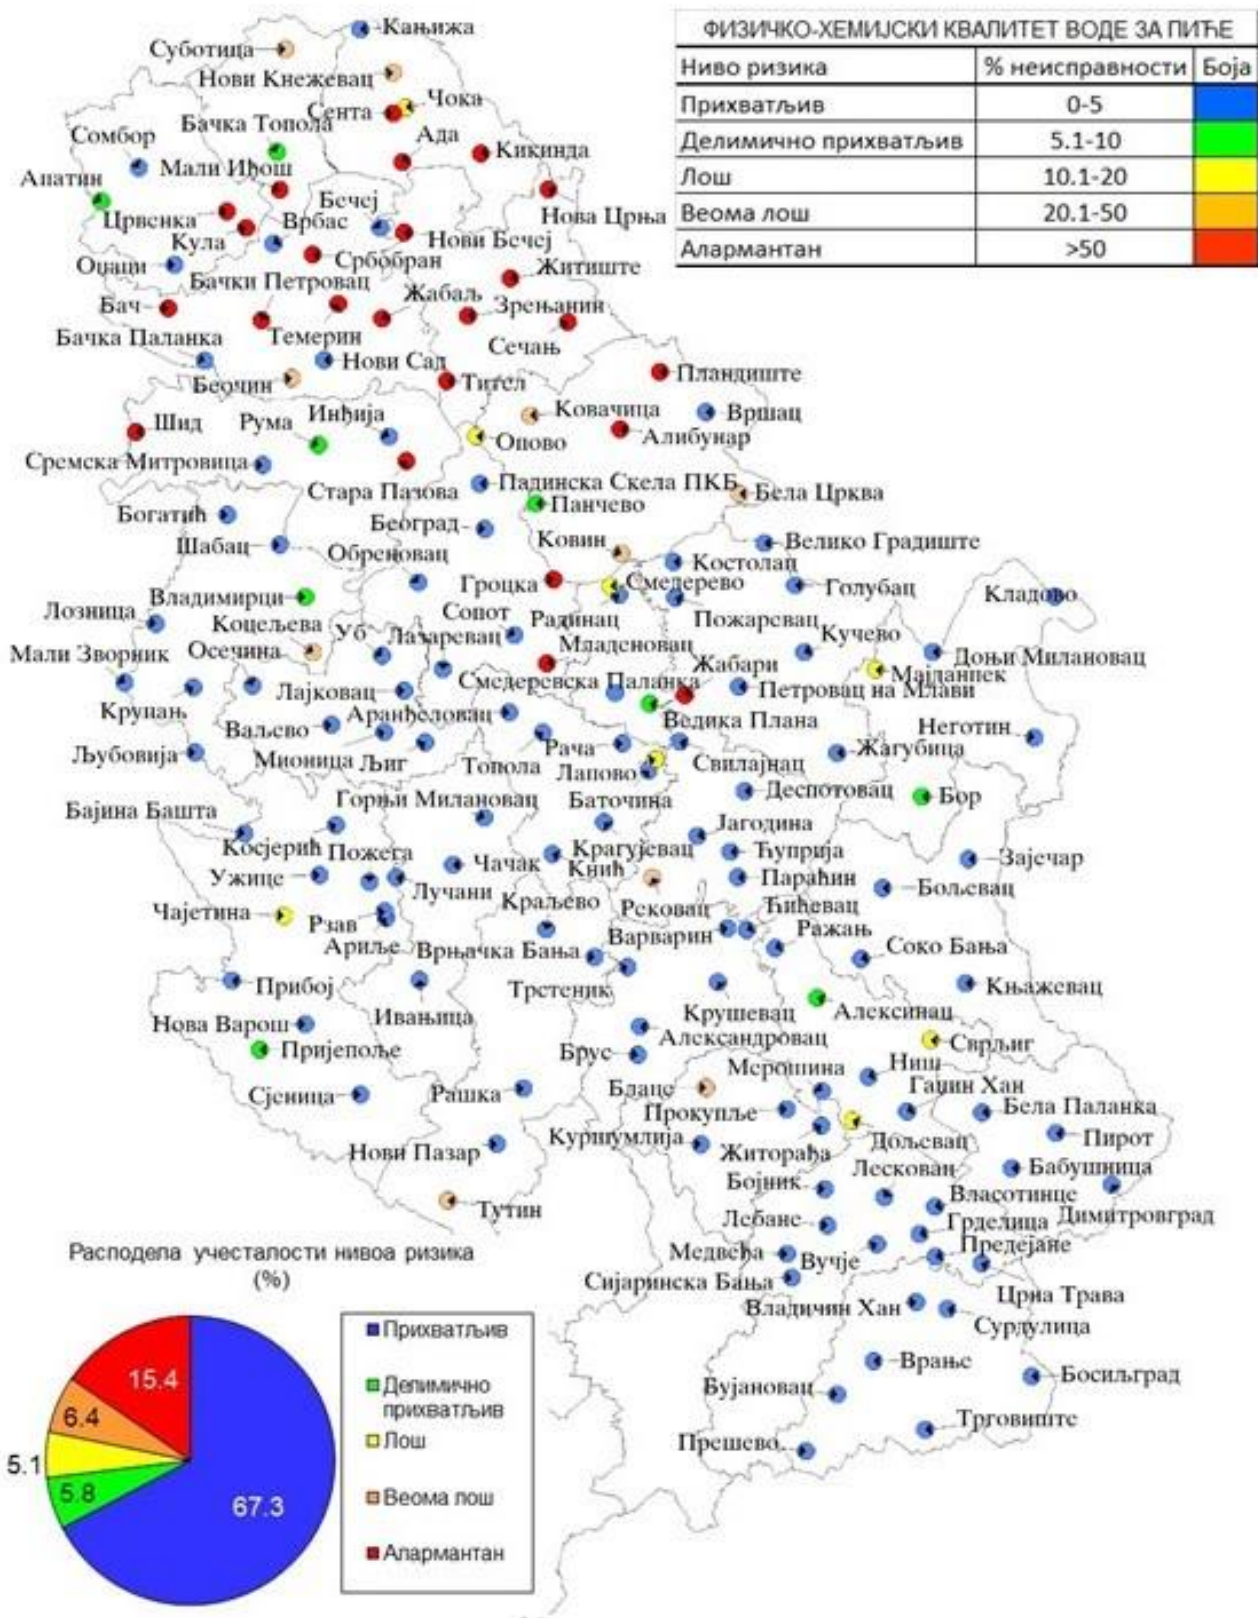 ФИЗИЧКО-ХЕМИЈСКИ КВАЛИТЕТ ВОДЕ ЗА ПИЋЕ
Ниво ризика % неисправности Боја
Прихватљив 0-5
Делимично прихватљив 5.1-10
Лош 10.1-20
Веома лош 20.1-50
Алармантан >50
Кањижа
Суботица
Нови Кнежевац
Чока
Сента
Бачка Топола
Сомбор
Ада
Кикинда
Мали Иђош
Апатин
Бечеј
Нова Црња
Црвенка
Врбас
Кула
Нови Бечеј
Србобран
Оџаци
Житиште
Бачки Петровац
Жабаљ
Бач
Зрењанин
Темерин
Сечањ
Бачка Паланка
Нови Сад
Беочин
Тител
Пландиште
Ковачица
Вршац
Шид
Рума
Инђија
Опово
Алибунар
Сремска Митровица
Стара Пазова
Падинска Скела ПКБ
Бела Црква
Панчево
Богатић
Београд
Шабац
Обреновац
Ковин
Велико Градиште
Костолац
Гроцка
Смедерево
Голубац
Кладово
Владимирци
Лозница
Сопот
Радинац
Пожаревац
Коцељева
Уб
Лазаревац
Младеновац
Кучево
Мали Зворник
Осечина
Жабари
Доњи Милановац
Смедеревска Паланка
Мајданпек
Лајковац
Петровац на Млави
Крупањ
Аранђеловац
Велика Плана
Неготин
Ваљево
Рача
Жагубица
Љубовија
Мионица
Љиг
Топола
Свилајнац
Лапово
Деспотовац
Горњи Милановац
Баточина
Бор
Бајина Башта
Јагодина
Косјерић
Пожега
Крагујевац
Ћуприја
Зајечар
Чачак
Кнић
Ужице
Лучани
Параћин
Бољевац
Краљево
Чајетина
Рзав
Рековац
Ћићевац
Ариље
Врњачка Бања
Варварин
Ражањ
Соко Бања
Прибој
Трстеник
Књажевац
Ивањица
Крушевац
Алексинац
Нова Варош
Александровац
Пријепоље
Брус
Сврљиг
Мерошина
Ниш
Сјеница
Рашка
Блаце
Гаџин Хан
Прокупље
Бела Паланка
Куршумлија
Дољевац
Пирот
Нови Пазар
Житорађа
Лесковац
Бабушница
Бојник
Власотинце
Тутин
Лебане
Грделица
Димитровград
Медвеђа
Вучје
Предејане
Сијаринска Бања
Црна Трава
Владичин Хан
Сурдулица
Врање
Босиљград
Бујановац
Трговиште
Прешево
Расподела учесталости нивоа ризика
(%)
15.4
6.4
5.1
5.8
67.3
Прихватљив
Делимично
прихватљив
Лош
Веома лош
Алармантан